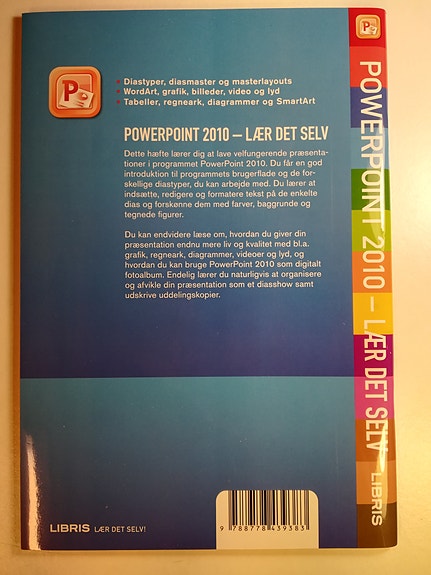 P
• Diastyper, diasmaster og masterlayouts
• WordArt, grafik, billeder, video og lyd
• Tabeller, regneark, diagrammer og SmartArt
POWERPOINT 2010 – LÆR DET SELV
Dette hæfte lærer dig at lave velfungerende præsenta-
tioner i programmet PowerPoint 2010. Du får en god
introduktion til programmets brugerflade og de for-
skellige diastyper, du kan arbejde med. Du lærer at
indsætte, redigere og formatere tekst på de enkelte
dias og forskønne dem med farver, baggrunde og
tegnede figurer.
Du kan endvidere læse om, hvordan du giver din
præsentation endnu mere liv og kvalitet med bl.a.
grafik, regneark, diagrammer, videoer og lyd, og
hvordan du kan bruge PowerPoint 2010 som digitalt
fotoalbum. Endelig lærer du naturligvis at organisere
og afvikle din præsentation som et diasshow samt
udskrive uddelingskopier.
LIBRIS LÆR DET SELV!
9 788778 439383
P
POWERPOINT 2010 – LÆR DET SELV
LIBRIS